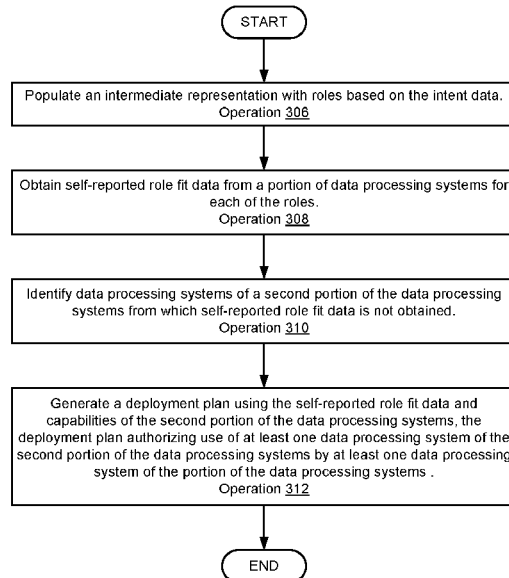 START
Populate an intermediate representation with roles based on the intent data.
Operation 306
Obtain self-reported role fit data from a portion of data processing systems for
each of the roles.
Operation 308
Identify data processing systems of a second portion of the data processing
systems from which self-reported role fit data is not obtained.
Operation 310
Generate a deployment plan using the self-reported role fit data and
capabilities of the second portion of the data processing systems, the
deployment plan authorizing use of at least one data processing system of the
second portion of the data processing systems by at least one data processing
system of the portion of the data processing systems .
Operation 312
END